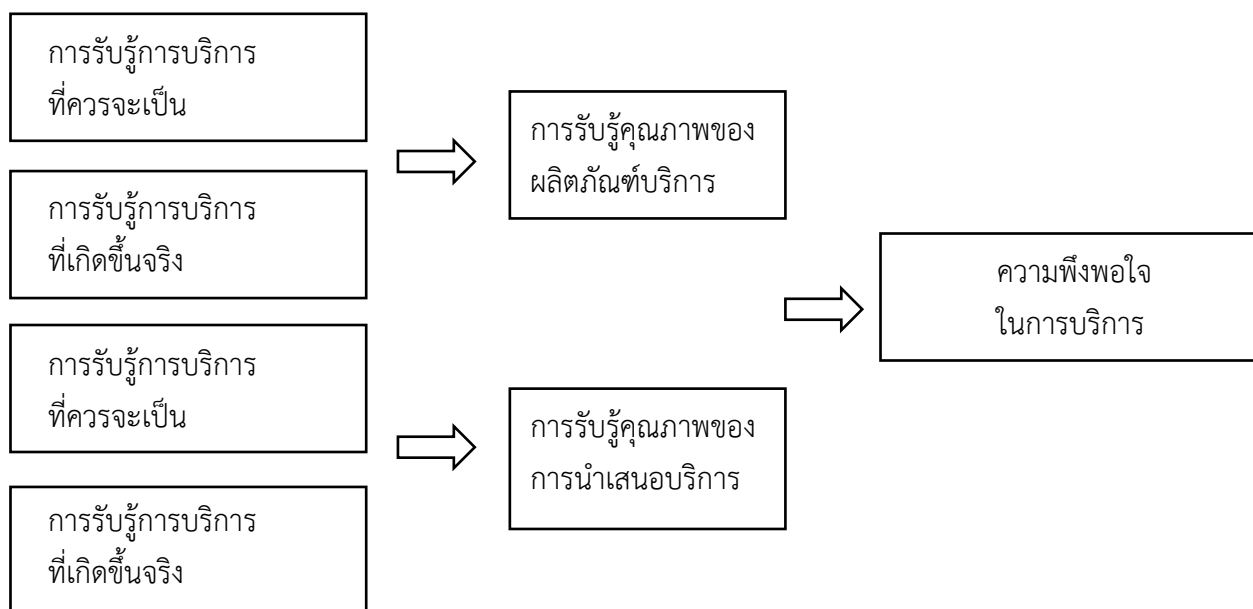 การรับรู้การบริการ
ที่ควรจะเป็น
การรับรู้การบริการ
ที่เกิดขึ้นจริง
การรับรู้การบริการ
ที่ควรจะเป็น
การรับรู้การบริการ
ที่เกิดขึ้นจริง
การรับรู้คุณภาพของ
ผลิตภัณฑ์บริการ
การรับรู้คุณภาพของ
การนำเสนอบริการ
ความพึงพอใจ
ในการบริการ